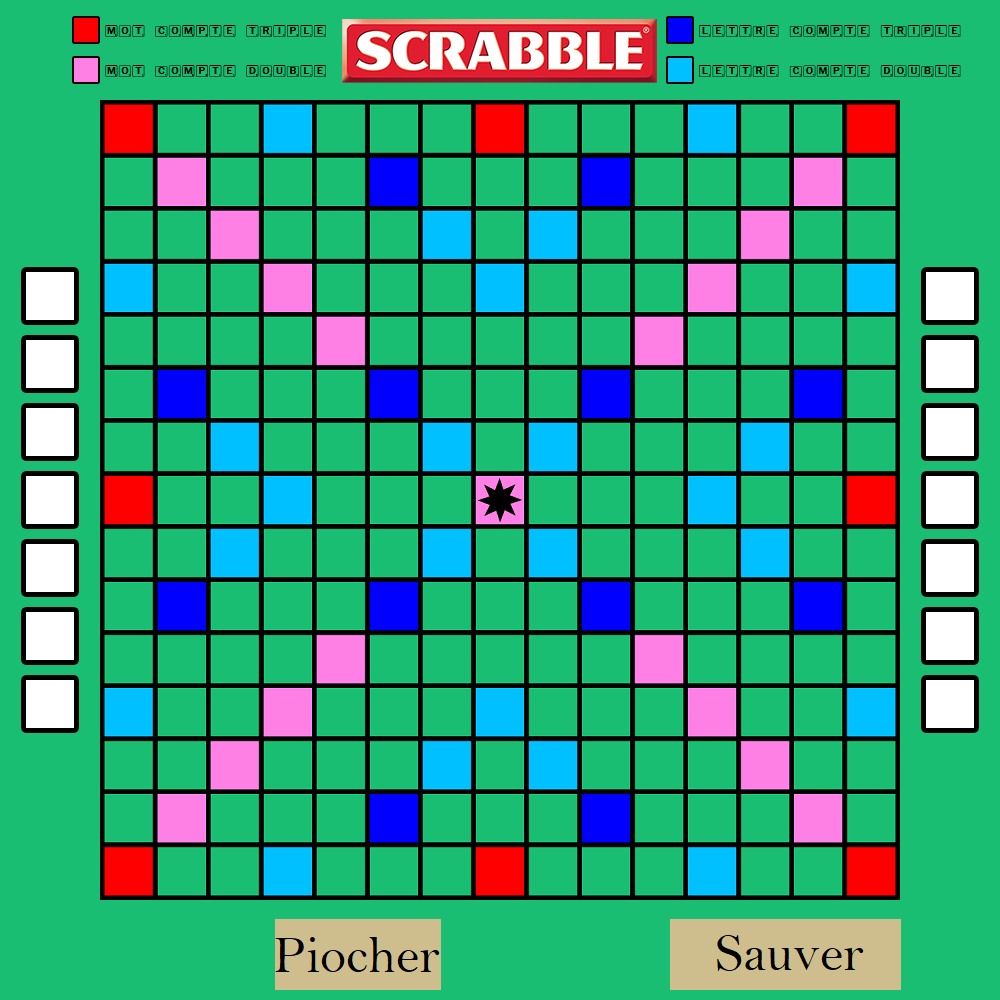 MOT COMPTE TRIPLE
SCRABBLE®
LETTRE COMPTE TRIPLE
MOT COMPTE DOUBLE
LETTRE COMPTE DOUBLE
Piocher
Sauver